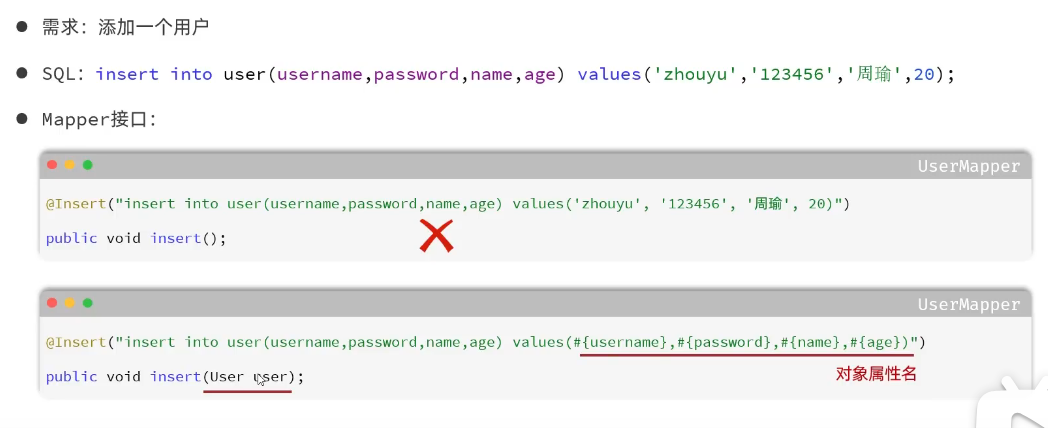 需求：添加一个用户
SQL：insert into user(username,password,name,age) values('zhouyu','123456','周瑜',20);
Mapper接口：
UserMapper
@Insert("insert into user(username,password,name,age) values('zhouyu', '123456', '周瑜', 20)")
public void insert();
UserMapper
@Insert("insert into user(username,password,name,age) values(#{username},#{password},#{name},#{age})")
public void insert(User user);
对象属性名